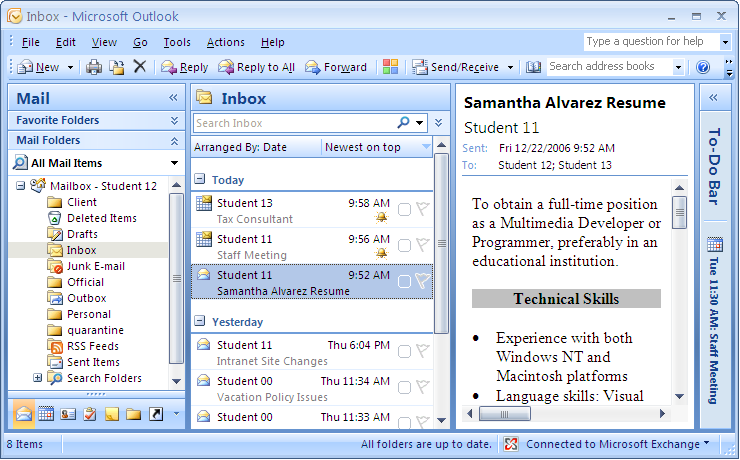 Inbox - Microsoft Outlook
File Edit View Go Tools Actions Help
Type a question for help
New Reply Reply to All Forward Send/Receive Search address books
Mail
Favorite Folders
Mail Folders
All Mail Items
Mailbox - Student 12
Client
Deleted Items
Drafts
Inbox
Junk E-mail
Official
Outbox
Personal
quarantine
RSS Feeds
Sent Items
Search Folders
Inbox
Search Inbox
Arranged By: Date Newest on top
Today
Student 13 9:58 AM
Tax Consultant
Student 11 9:56 AM
Staff Meeting
Student 11 9:52 AM
Samantha Alvarez Resume
Yesterday
Student 11 Thu 6:04 PM
Intranet Site Changes
Student 00 Thu 11:34 AM
Vacation Policy Issues
Student 00 Thu 11:33 AM
Samantha Alvarez Resume
Student 11
Sent: Fri 12/22/2006 9:52 AM
To: Student 12; Student 13
To obtain a full-time position
as a Multimedia Developer or
Programmer, preferably in an
educational institution.
Technical Skills
• Experience with both
Windows NT and
Macintosh platforms
• Language skills: Visual
To-Do Bar
Tue 11:30 AM: Staff Meeting
8 Items
All folders are up to date.
Connected to Microsoft Exchange